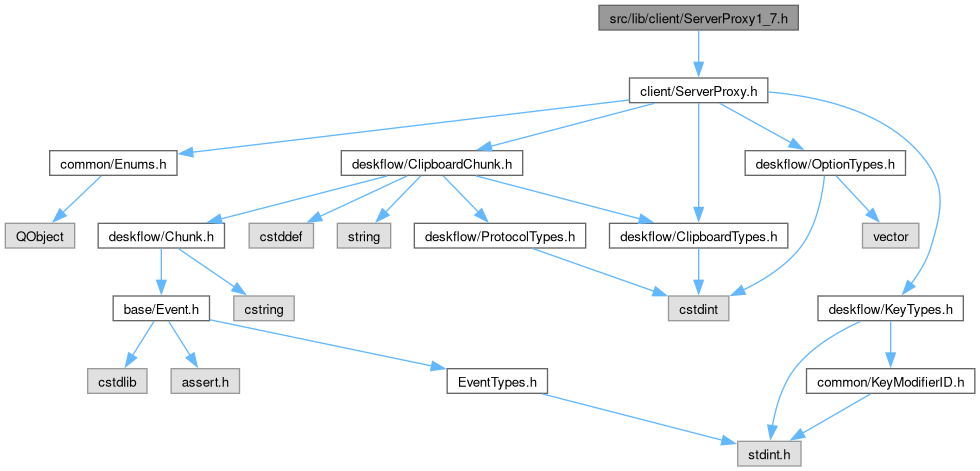 src/lib/client/ServerProxy1_7.h
client/ServerProxy.h
common/Enums.h
deskflow/ClipboardChunk.h
deskflow/OptionTypes.h
QObject
deskflow/Chunk.h
cstddef
string
deskflow/ProtocolTypes.h
deskflow/ClipboardTypes.h
vector
base/Event.h
cstring
cstdint
deskflow/KeyTypes.h
cstdlib
assert.h
EventTypes.h
common/KeyModifierID.h
stdint.h